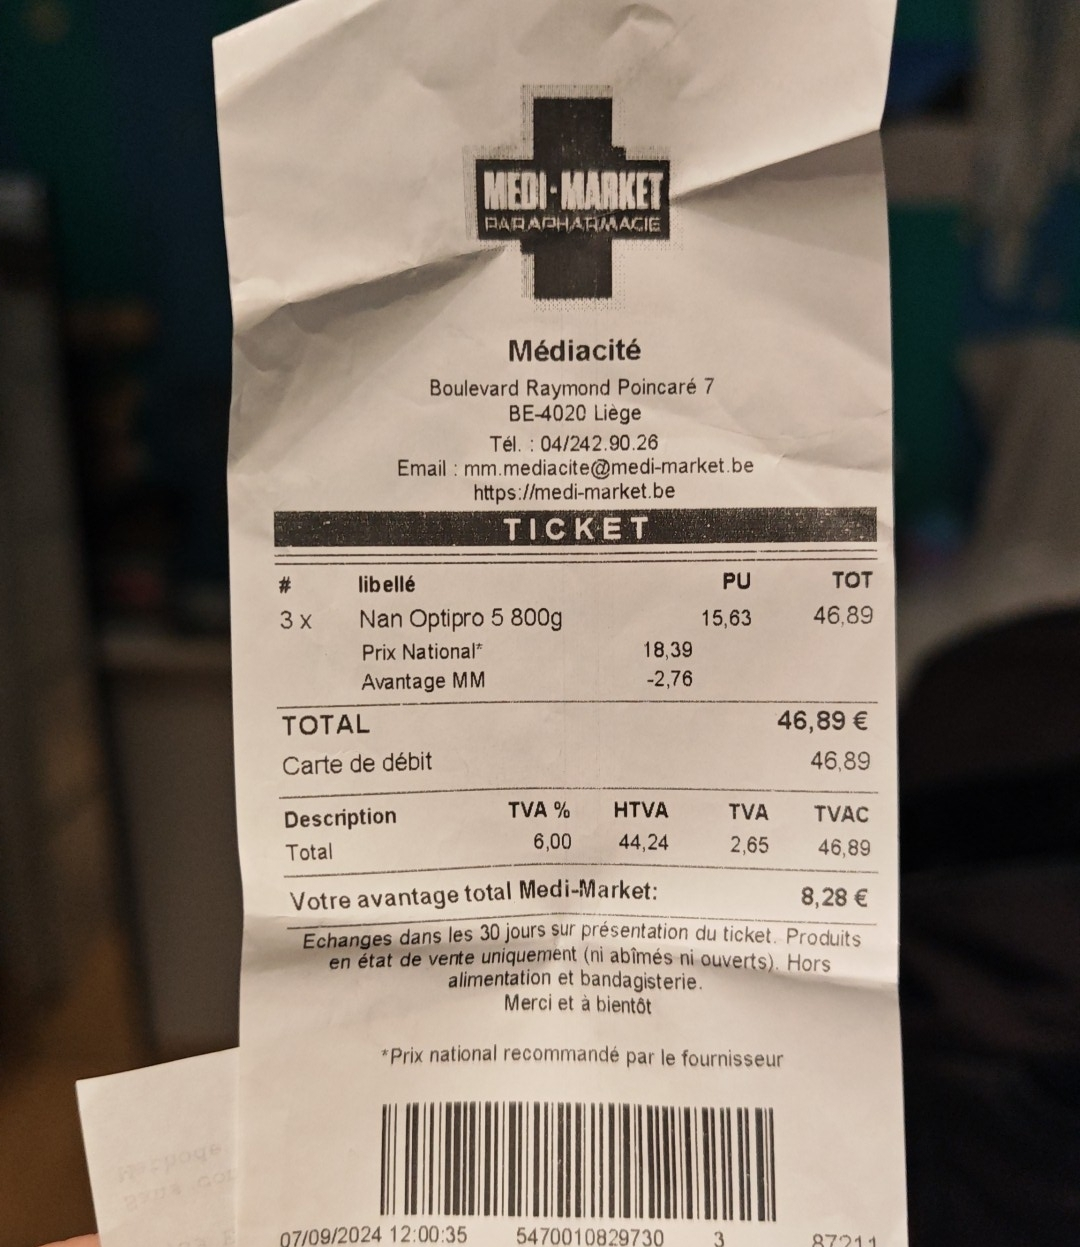 MEDI-MARKET
PARAPHARMACIE
Médiacité
Boulevard Raymond Poincaré 7
BE-4020 Liège
Tél. : 04/242.90.26
Email : mm.mediacite@medi-market.be
https://medi-market.be
TICKET
# libellé PU TOT
3 x Nan Optipro 5 800g 15,63 46,89
Prix National* 18,39
Avantage MM -2,76
TOTAL 46,89 €
Carte de débit 46,89
Description TVA % HTVA TVA TVAC
Total 6,00 44,24 2,65 46,89
Votre avantage total Medi-Market: 8,28 €
Echanges dans les 30 jours sur présentation du ticket. Produits
en état de vente uniquement (ni abîmés ni ouverts). Hors
alimentation et bandagisterie.
Merci et à bientôt
*Prix national recommandé par le fournisseur
07/09/2024 12:00:35 5470010829730 3 87211